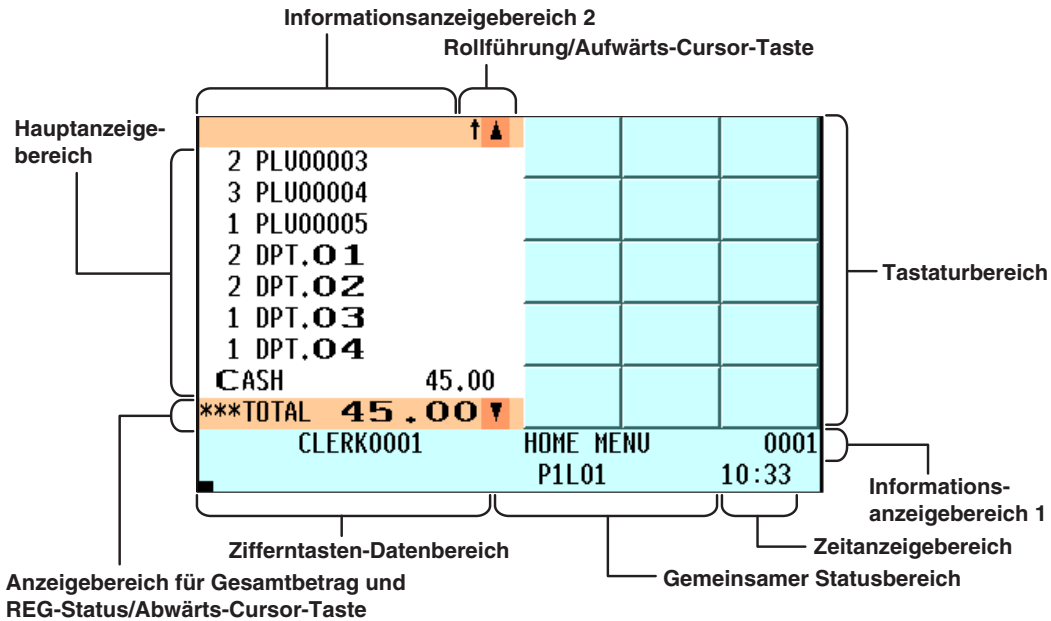 Informationsanzeigebereich 2
Rollführung/Aufwärts-Cursor-Taste
Hauptanzeige-
bereich
↑ ▲
2 PLU00003
3 PLU00004
1 PLU00005
2 DPT.01
2 DPT.02
1 DPT.03
1 DPT.04
CASH 45.00
***TOTAL 45.00 ▼
CLERK0001 HOME MENU 0001
P1L01 10:33
Tastaturbereich
Informations-
anzeigebereich 1
Zeitanzeigebereich
Zifferntasten-Datenbereich
Gemeinsamer Statusbereich
Anzeigebereich für Gesamtbetrag und
REG-Status/Abwärts-Cursor-Taste